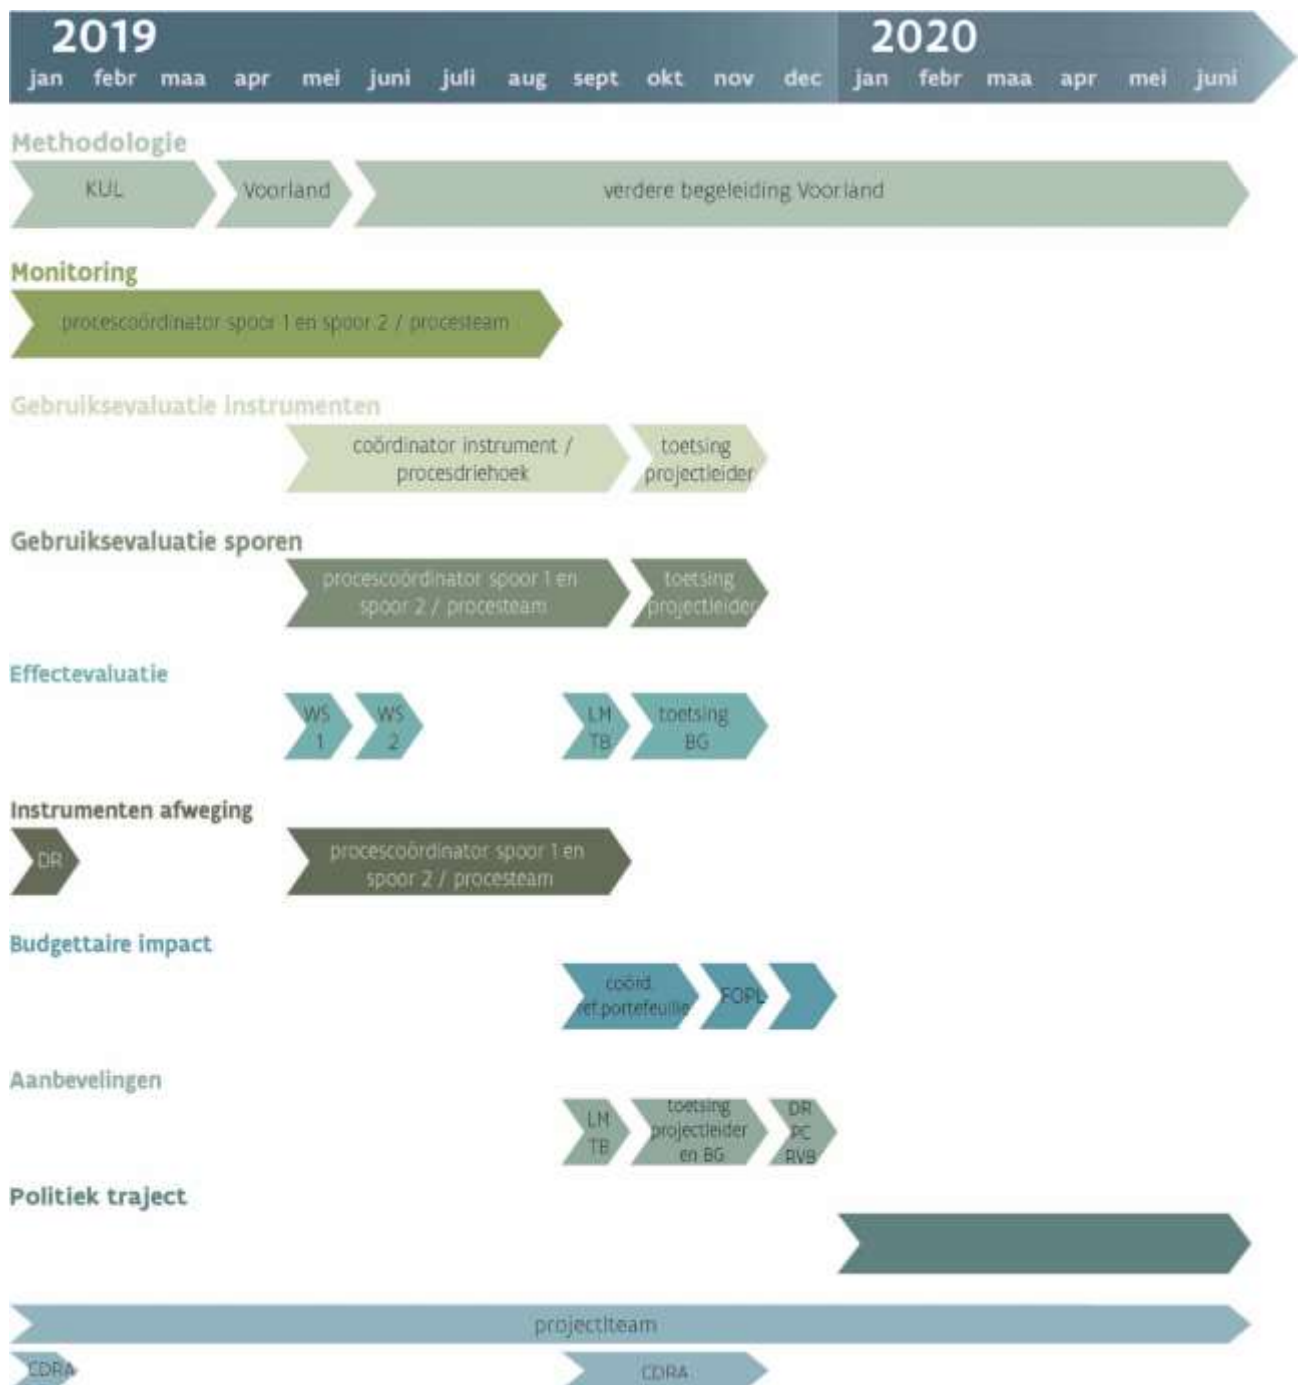 2019 2020
jan febr maa apr mei juni juli aug sept okt nov dec jan febr maa apr mei juni
Methodologie
KUL Voorland verdere begeleiding Voorland
Monitoring
procescoördinator spoor 1 en spoor 2 / procesteam
Gebruiksevaluatie instrumenten
coördinator instrument /
procesdriehoek
toetsing
projectleider
Gebruiksevaluatie sporen
procescoördinator spoor 1 en
spoor 2 / procesteam
toetsing
projectleider
Effectevaluatie
WS
1
WS
2
LM
TB
toetsing
BG
Instrumenten afweging
DR
procescoördinator spoor 1 en
spoor 2 / procesteam
Budgettaire impact
coörd.
ref.portefeuille
FOPL
Aanbevelingen
LM
TB
toetsing
projectleider
en BG
DR
PC
RVB
Politiek traject
projectlteam
CDRA CDRA